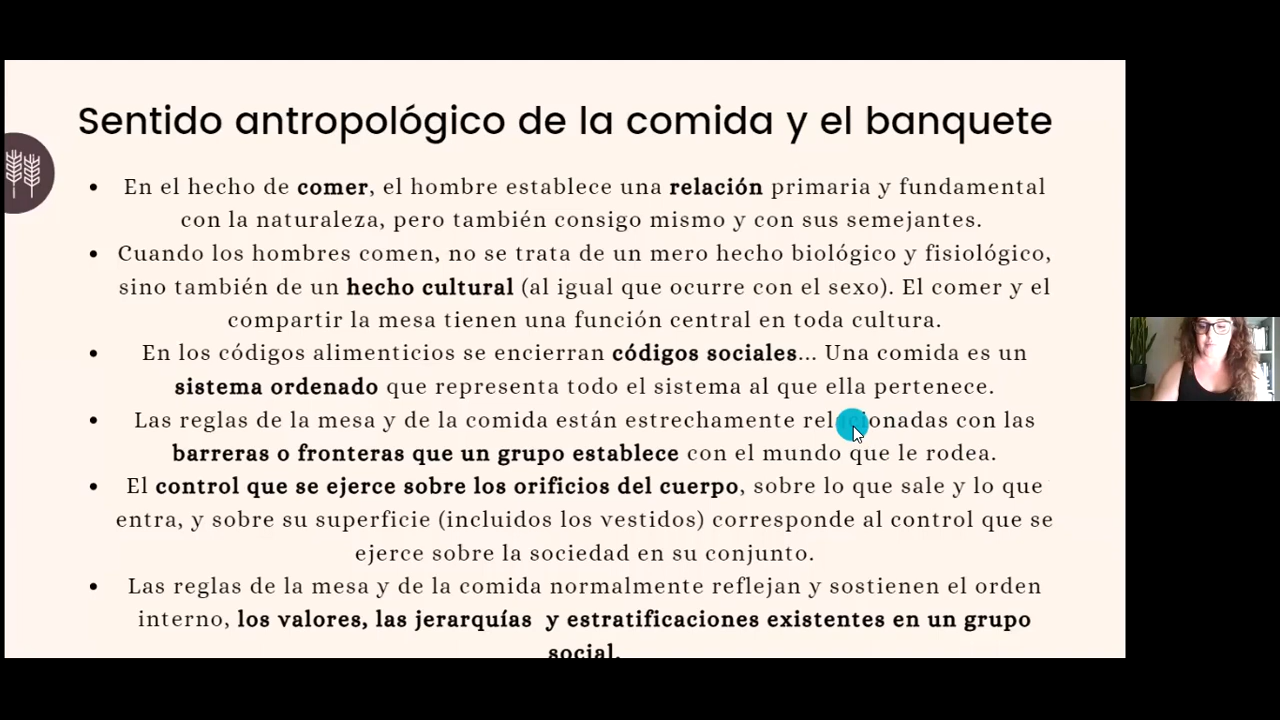 Sentido antropológico de la comida y el banquete
• En el hecho de comer, el hombre establece una relación primaria y fundamental
con la naturaleza, pero también consigo mismo y con sus semejantes.
• Cuando los hombres comen, no se trata de un mero hecho biológico y fisiológico,
sino también de un hecho cultural (al igual que ocurre con el sexo). El comer y el
compartir la mesa tienen una función central en toda cultura.
• En los códigos alimenticios se encierran códigos sociales... Una comida es un
sistema ordenado que representa todo el sistema al que ella pertenece.
• Las reglas de la mesa y de la comida están estrechamente relacionadas con las
barreras o fronteras que un grupo establece con el mundo que le rodea.
• El control que se ejerce sobre los orificios del cuerpo, sobre lo que sale y lo que
entra, y sobre su superficie (incluidos los vestidos) corresponde al control que se
ejerce sobre la sociedad en su conjunto.
• Las reglas de la mesa y de la comida normalmente reflejan y sostienen el orden
interno, los valores, las jerarquías y estratificaciones existentes en un grupo
social.